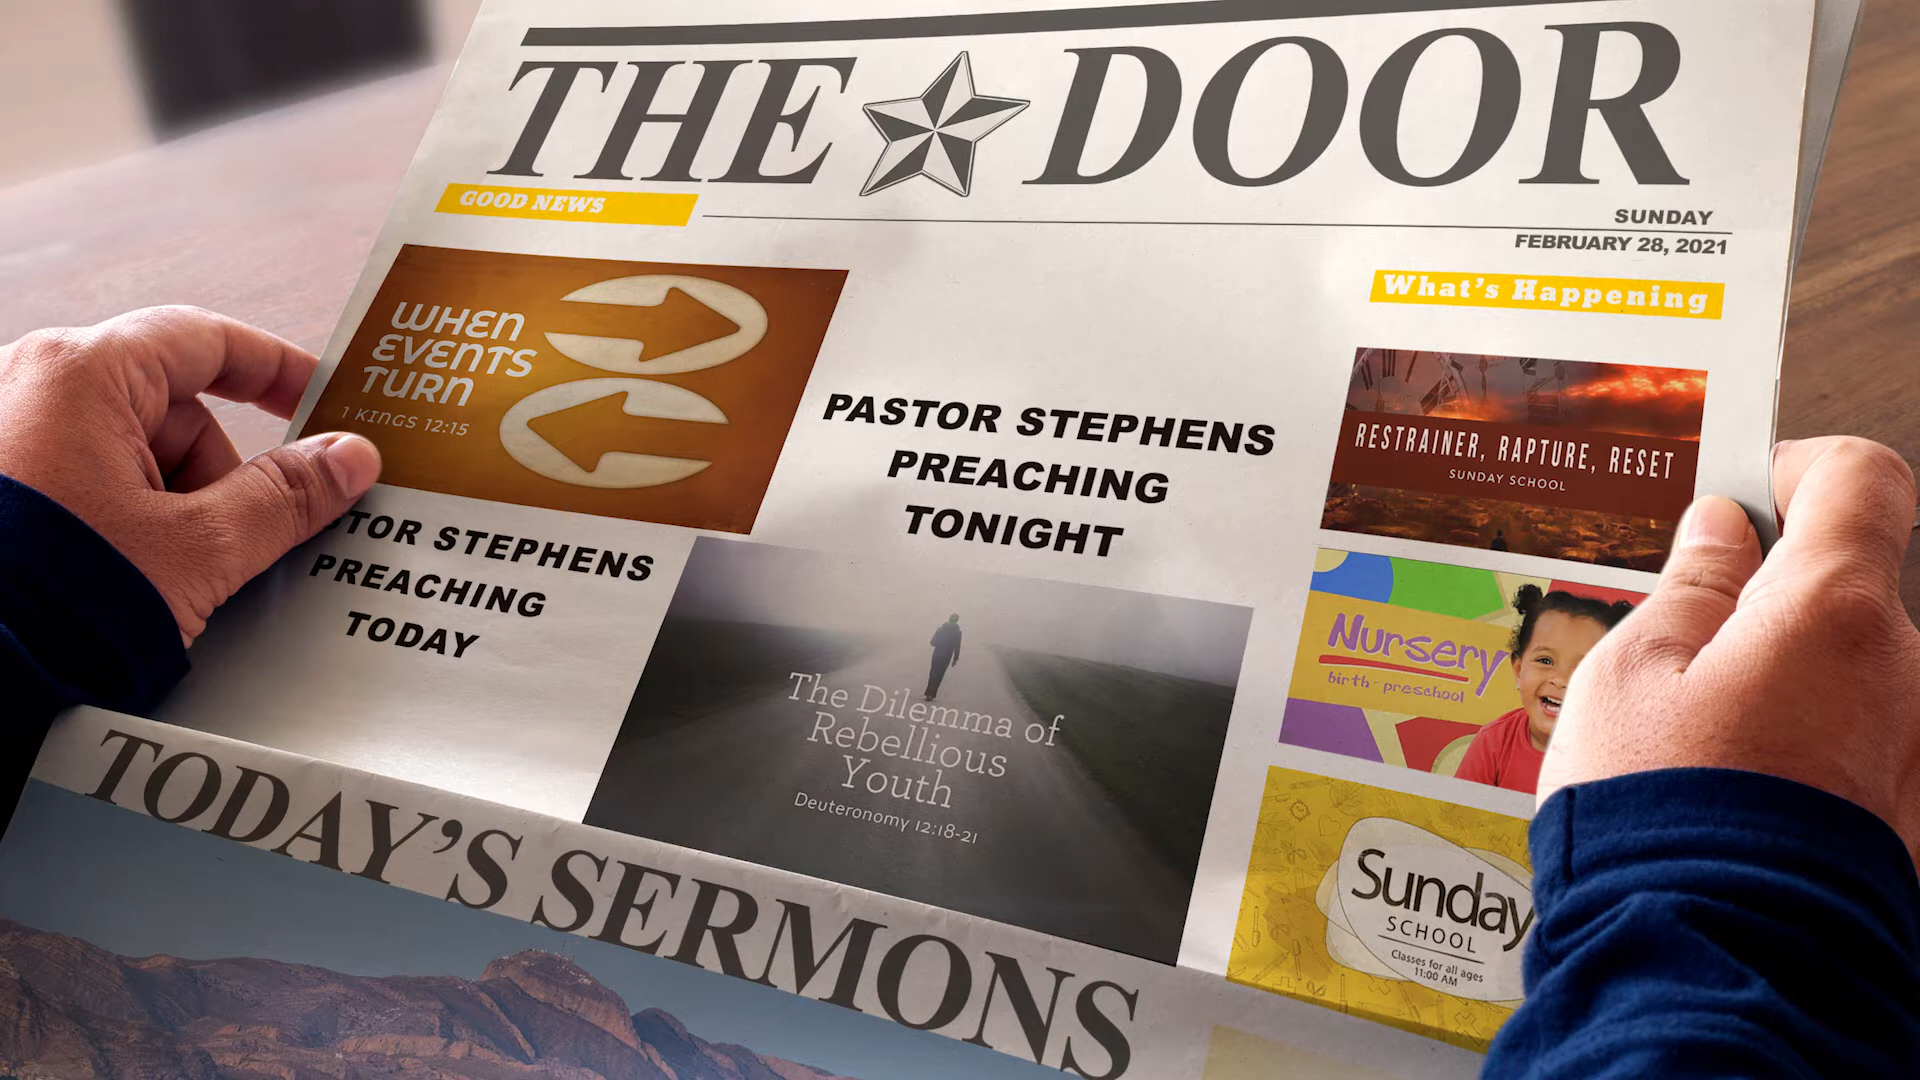 THE DOOR
GOOD NEWS
SUNDAY
FEBRUARY 28, 2021
What's Happening
WHEN
EVENTS
TURN
1 KINGS 12:15
STOR STEPHENS
PREACHING
TODAY
PASTOR STEPHENS
PREACHING
TONIGHT
The Dilemma of
Rebellious
Youth
Deuteronomy 12:18-21
RESTRAINER, RAPTURE, RESET
SUNDAY SCHOOL
Nursery
birth - preschool
Sunday
SCHOOL
Classes for all ages
11:00 AM
TODAY'S SERMONS